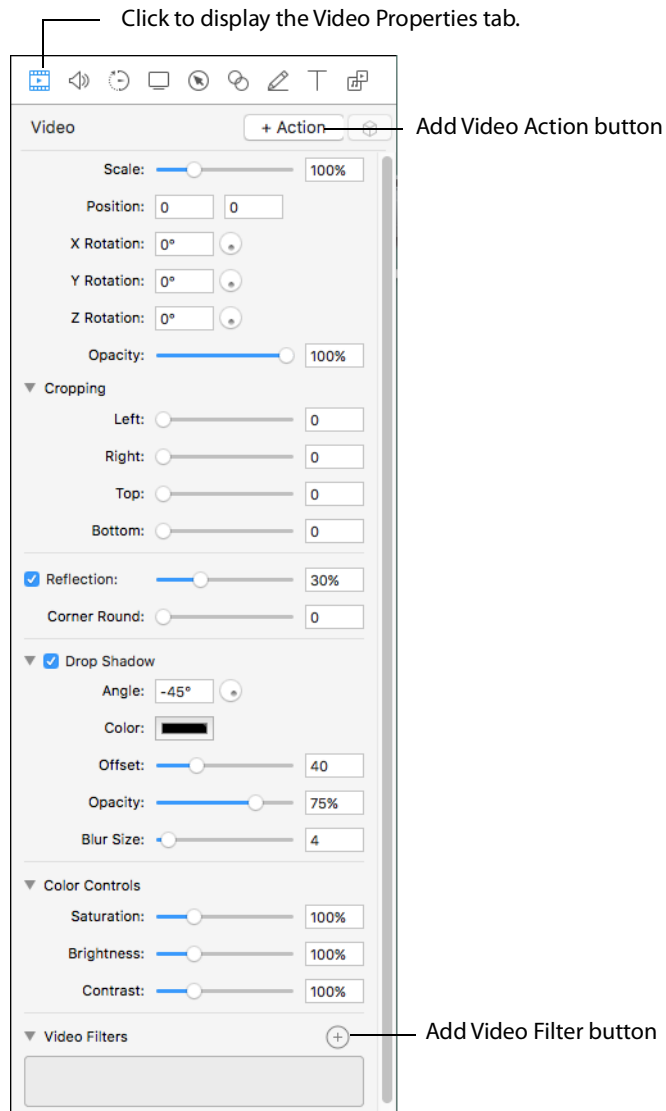 Click to display the Video Properties tab.
Video
+ Action
Add Video Action button
Scale: 100%
Position: 0 0
X Rotation: 0°
Y Rotation: 0°
Z Rotation: 0°
Opacity: 100%
Cropping
Left: 0
Right: 0
Top: 0
Bottom: 0
Reflection: 30%
Corner Round: 0
Drop Shadow
Angle: -45°
Color:
Offset: 40
Opacity: 75%
Blur Size: 4
Color Controls
Saturation: 100%
Brightness: 100%
Contrast: 100%
Video Filters
Add Video Filter button